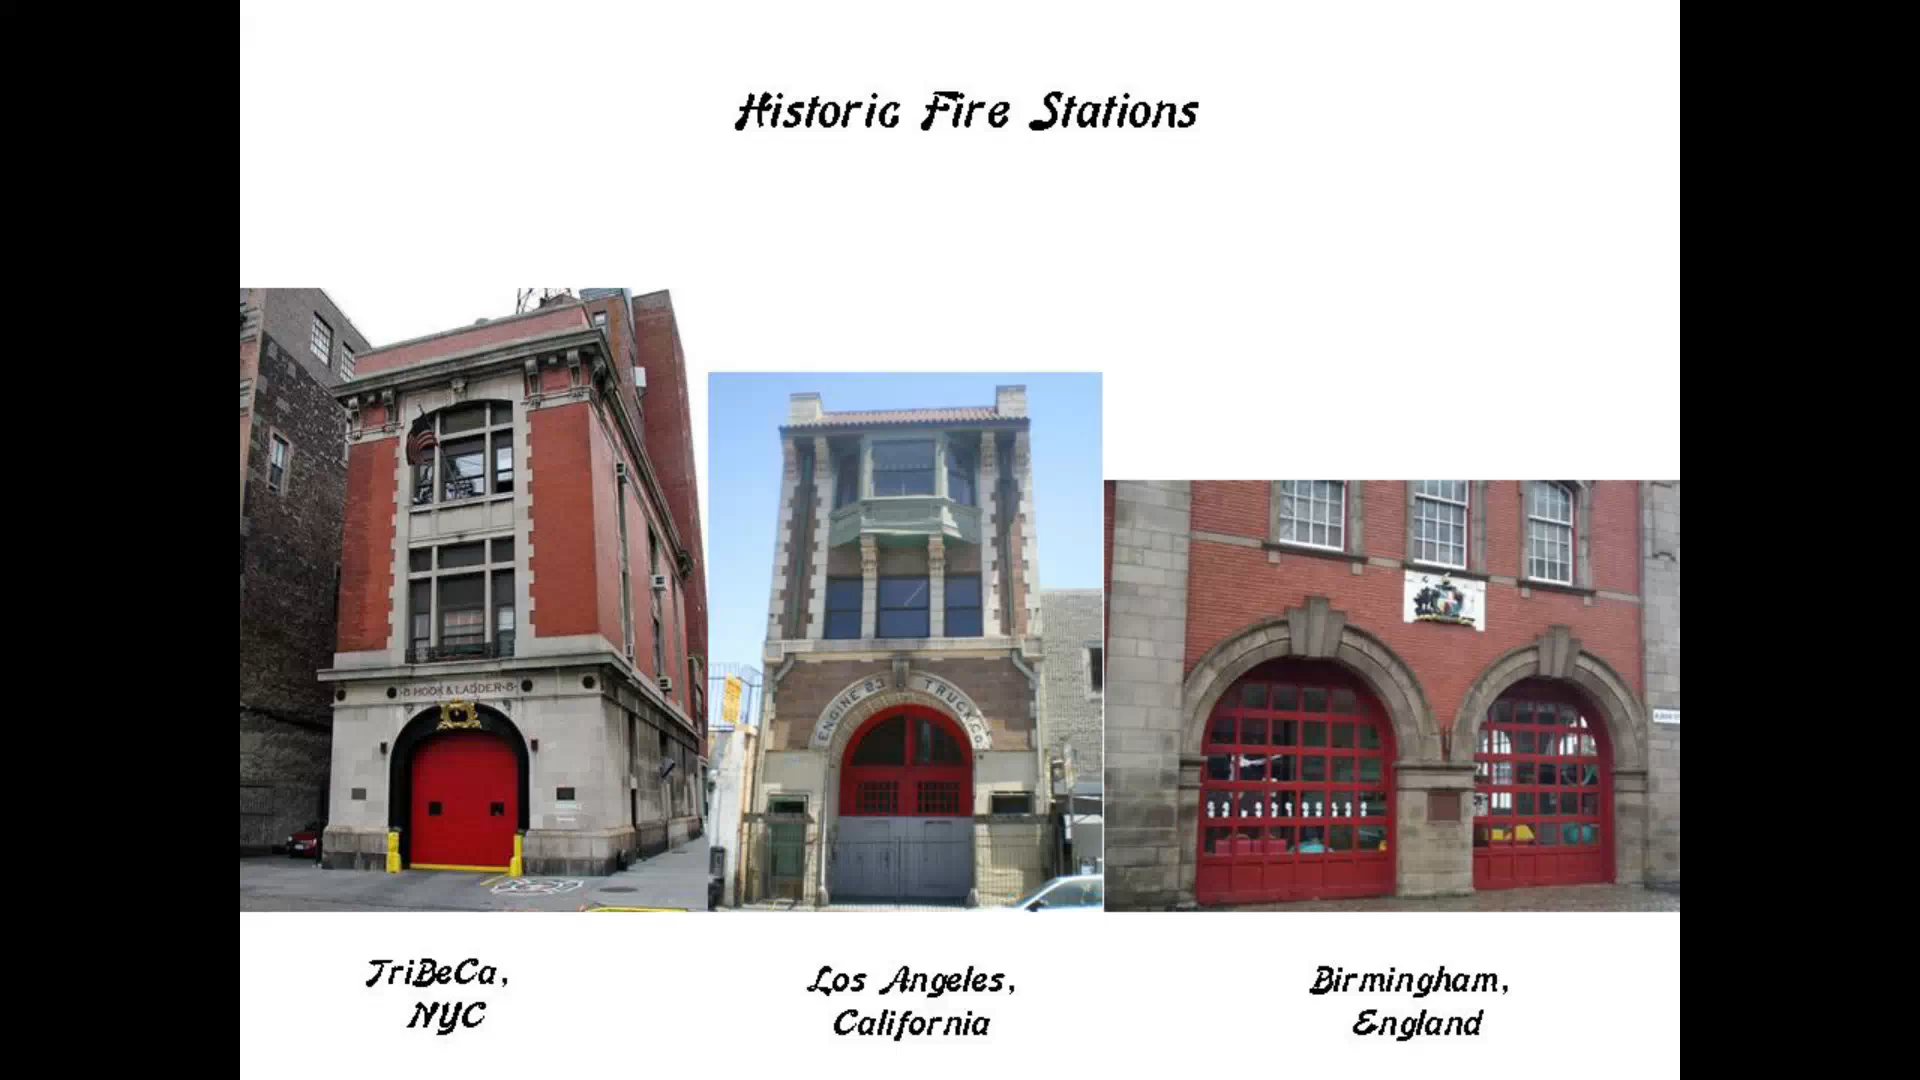 Historic Fire Stations
·8·HOOK & LADDER·8·
ENGINE 23 TRUCK CO.
TriBeCa,
NYC
Los Angeles,
California
Birmingham,
England